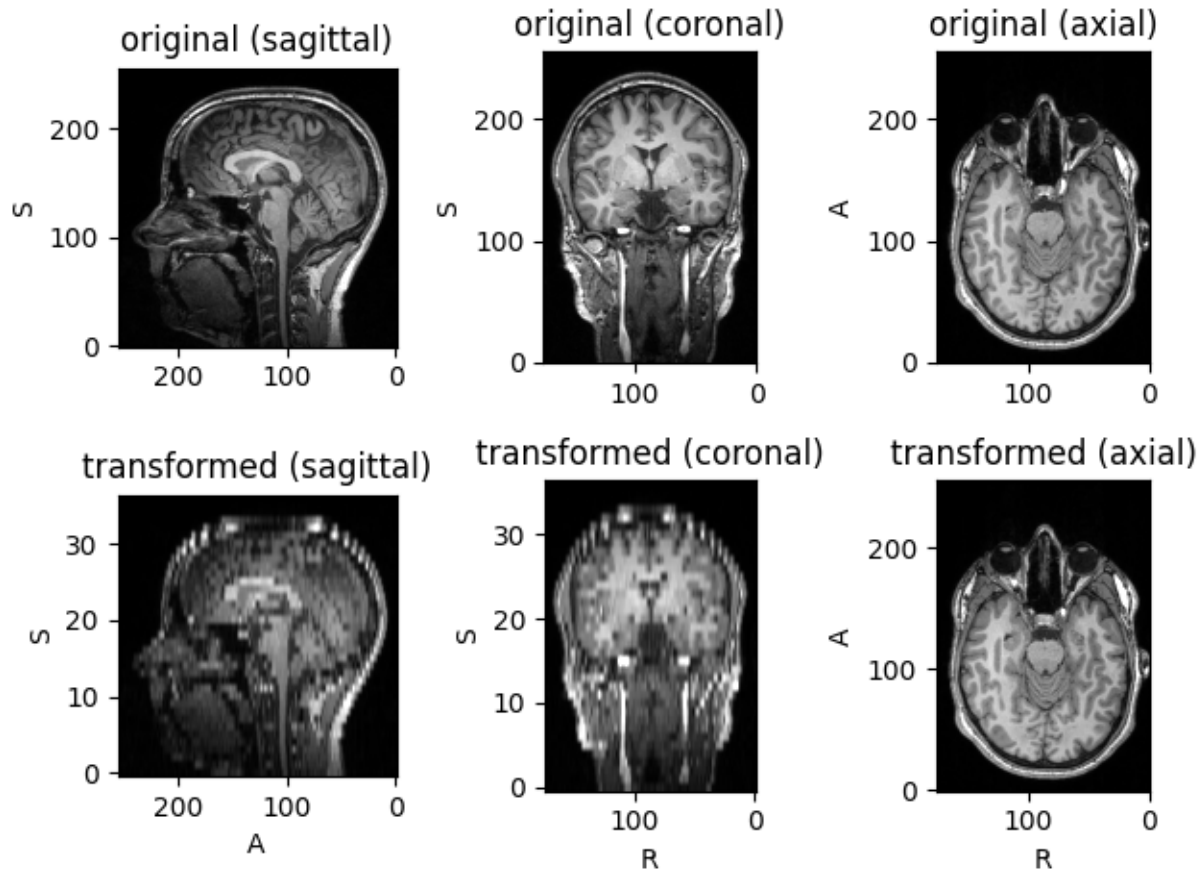 original (sagittal)
original (coronal)
original (axial)
200
100
0
S
200
100
0
200
100
0
S
100
0
200
100
0
A
100
0
transformed (sagittal)
transformed (coronal)
transformed (axial)
30
20
10
0
S
200
100
0
A
30
20
10
0
S
100
0
R
200
100
0
A
100
0
R